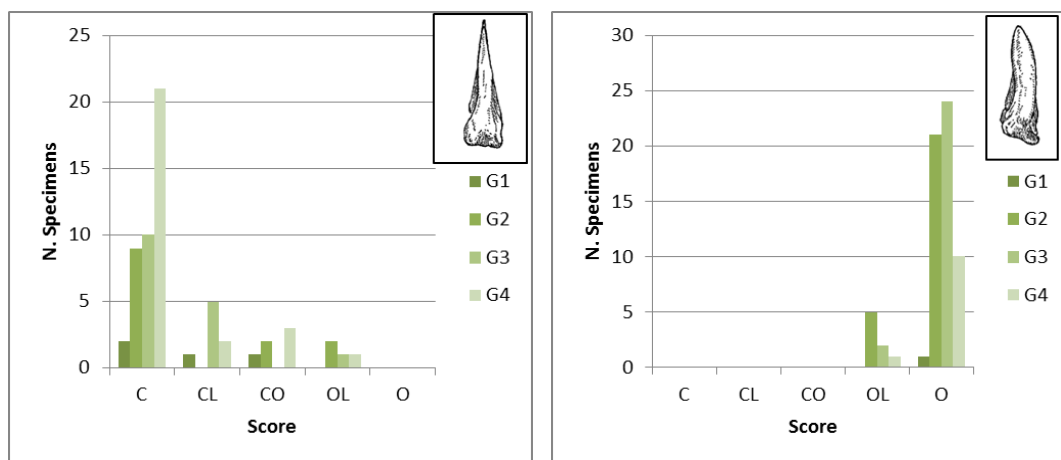 25
20
15
10
5
0
N. Specimens
C CL CO OL O
Score
G1
G2
G3
G4
30
25
20
15
10
5
0
N. Specimens
C CL CO OL O
Score
G1
G2
G3
G4